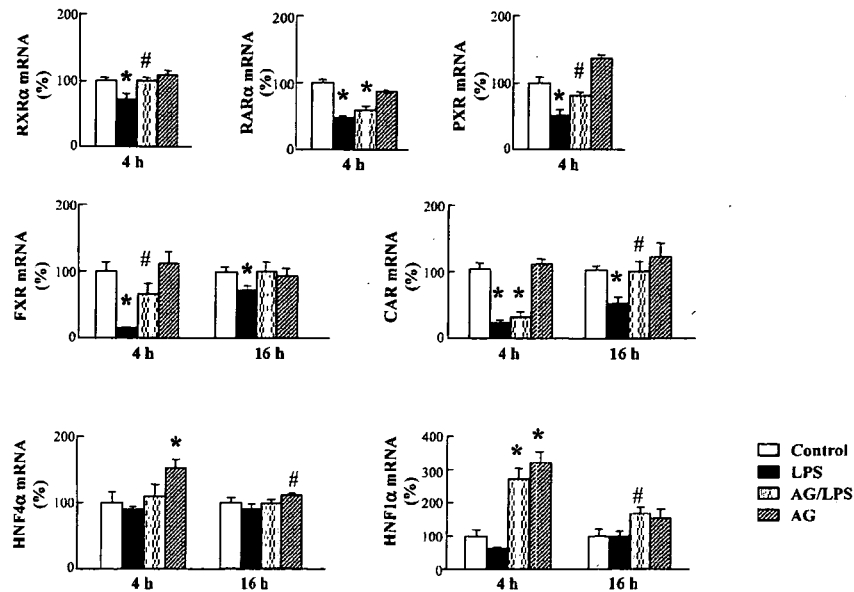 RXRα mRNA
(%)
200
100
0
*
#
4 h
RARα mRNA
(%)
200
100
0
*
*
4 h
PXR mRNA
(%)
200
100
0
*
#
4 h
FXR mRNA
(%)
200
100
0
*
#
*
4 h
16 h
CAR mRNA
(%)
200
100
0
*
*
*
#
4 h
16 h
HNF4α mRNA
(%)
200
100
0
*
#
4 h
16 h
HNF1α mRNA
(%)
400
300
200
100
0
*
*
#
4 h
16 h
Control
LPS
AG/LPS
AG